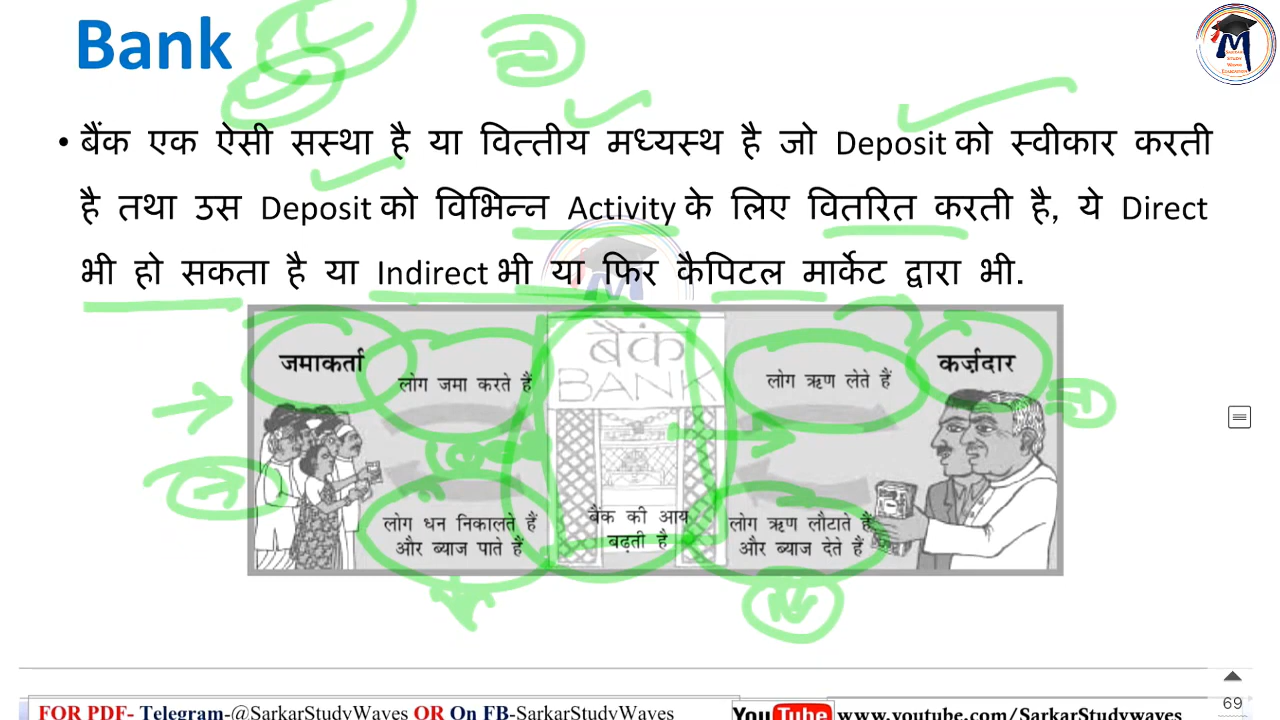 Bank
• बैंक एक ऐसी सस्था है या वित्तीय मध्यस्थ है जो Deposit को स्वीकार करती
है तथा उस Deposit को विभिन्न Activity के लिए वितरित करती है, ये Direct
भी हो सकता है या Indirect भी या फिर कैपिटल मार्केट द्वारा भी.
जमाकर्ता
लोग जमा करते हैं
बैंक
BANK
लोग ऋण लेते हैं
कर्ज़दार
लोग धन निकालते हैं
और ब्याज पाते हैं
बैंक की आय
बढ़ती है
लोग ऋण लौटाते हैं
और ब्याज देते हैं
69
FOR PDF- Telegram-@SarkarStudyWaves OR On FB-SarkarStudyWaves
YouTube www.youtube.com/SarkarStudyWaves